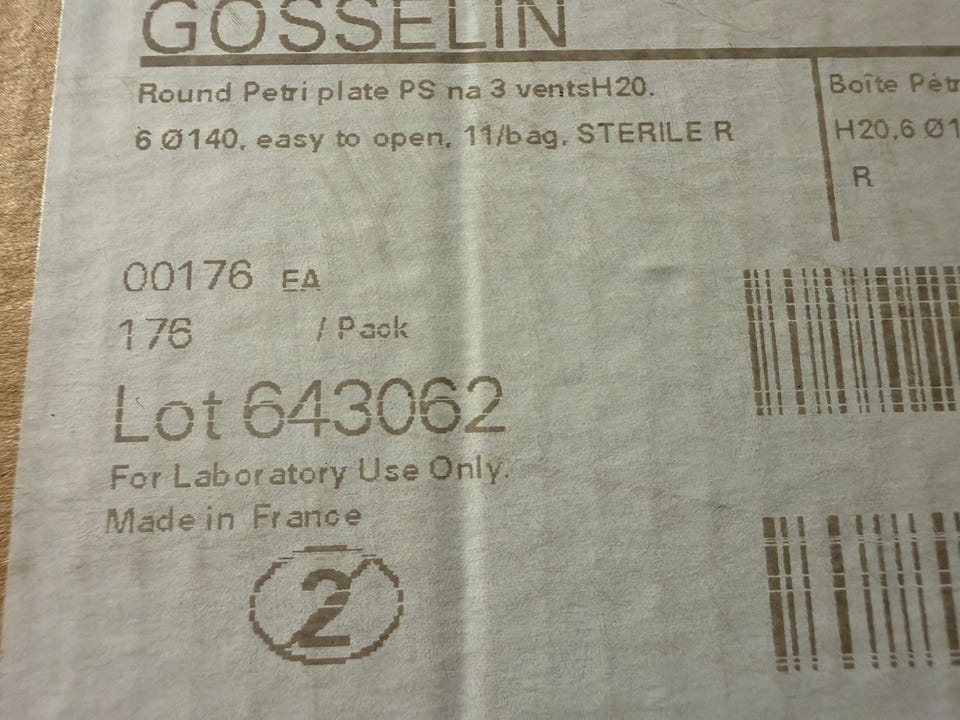 GOSSELIN
Round Petri plate PS na 3 ventsH20.
6 Ø140, easy to open, 11/bag, STERILE R
Boîte Pétr
H20,6 Ø1
R
00176 EA
176 / Pack
Lot 643062
For Laboratory Use Only.
Made in France
2